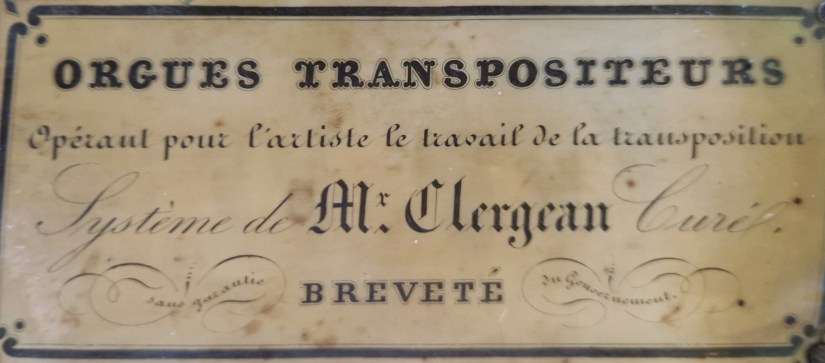 ORGUES TRANSPOSITEURS
Opérant pour l'artiste le travail de la transposition
Système de Mr. Clergeau Curé.
sans garantie BREVETÉ du Gouvernement.